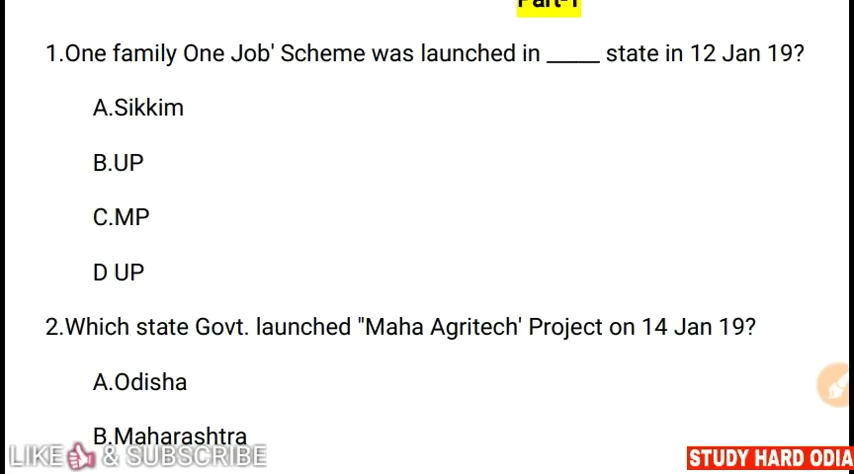 Part-1
1.One family One Job' Scheme was launched in _____ state in 12 Jan 19?
A.Sikkim
B.UP
C.MP
D UP
2.Which state Govt. launched "Maha Agritech' Project on 14 Jan 19?
A.Odisha
B.Maharashtra
LIKE & SUBSCRIBE
STUDY HARD ODIA